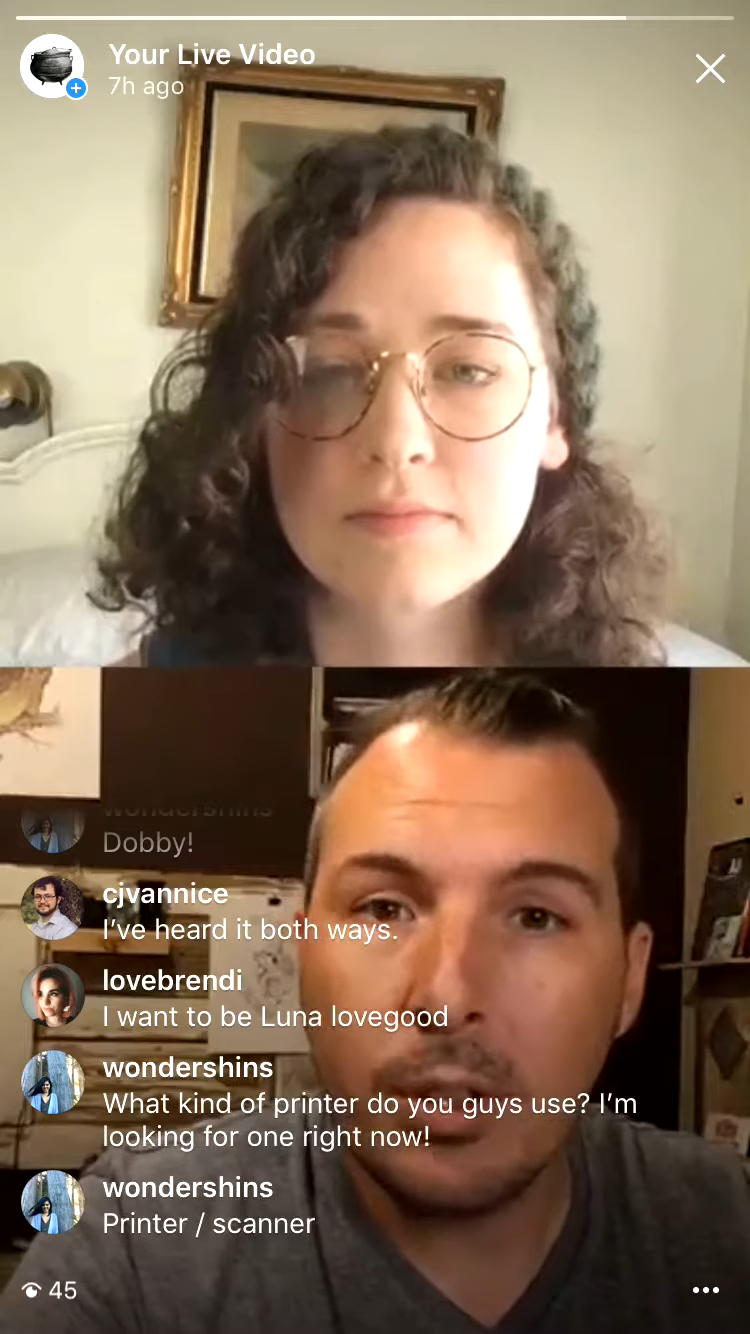 Your Live Video
7h ago
wondershins
Dobby!
cjvannice
I’ve heard it both ways.
lovebrendi
I want to be Luna lovegood
wondershins
What kind of printer do you guys use? I’m
looking for one right now!
wondershins
Printer / scanner
45